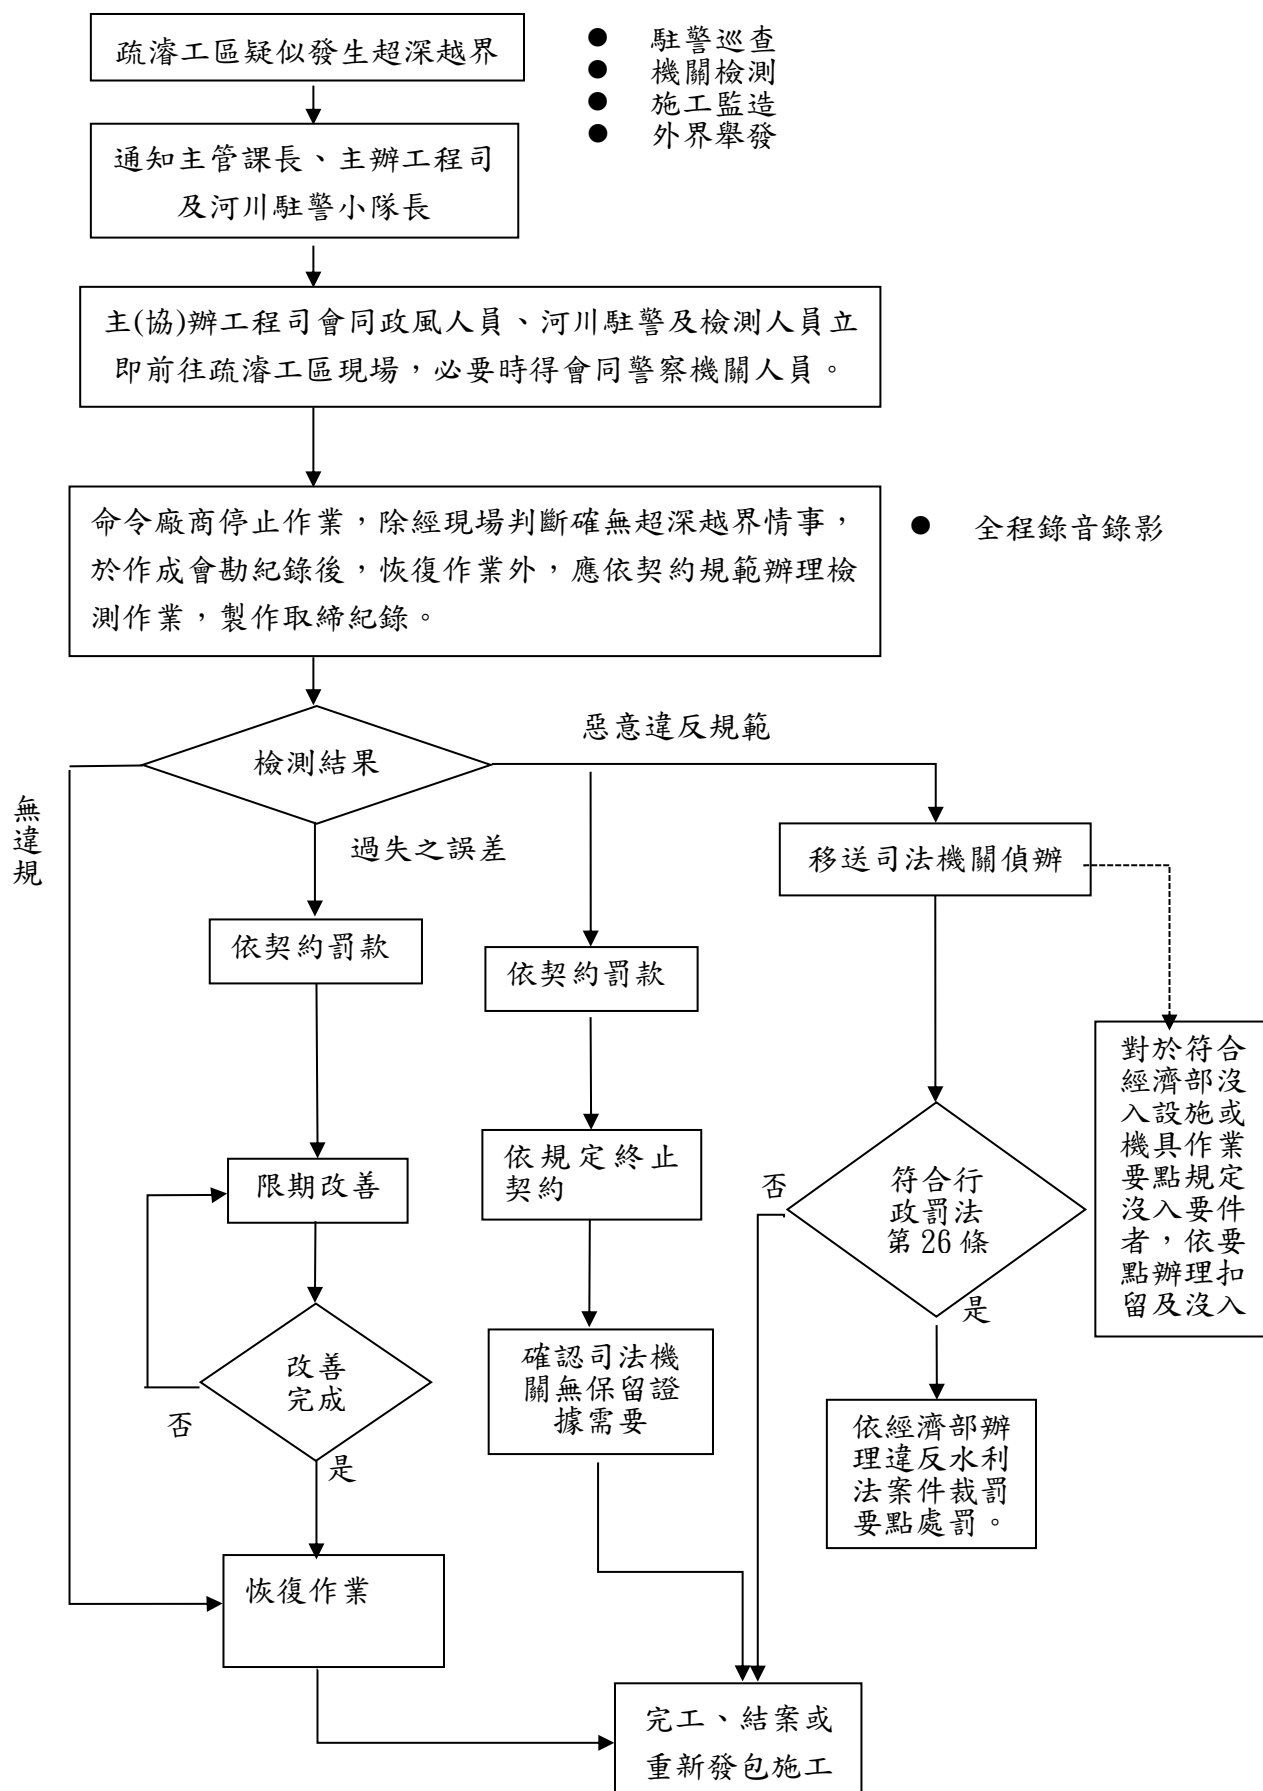 疏濬工區疑似發生超深越界
● 駐警巡查
● 機關檢測
● 施工監造
● 外界舉發
通知主管課長、主辦工程司
及河川駐警小隊長
主(協)辦工程司會同政風人員、河川駐警及檢測人員立
即前往疏濬工區現場，必要時得會同警察機關人員。
命令廠商停止作業，除經現場判斷確無超深越界情事，
於作成會勘紀錄後，恢復作業外，應依契約規範辦理檢
測作業，製作取締紀錄。
● 全程錄音錄影
檢測結果
惡意違反規範
無違規
過失之誤差
移送司法機關偵辦
依契約罰款
依契約罰款
對於符合
經濟部沒
入設施或
機具作業
要點規定
沒入要件
者，依要
點辦理扣
留及沒入
限期改善
依規定終止
契約
否
符合行
政罰法
第 26 條
是
改善
完成
否
是
確認司法機
關無保留證
據需要
依經濟部辦
理違反水利
法案件裁罰
要點處罰。
恢復作業
完工、結案或
重新發包施工